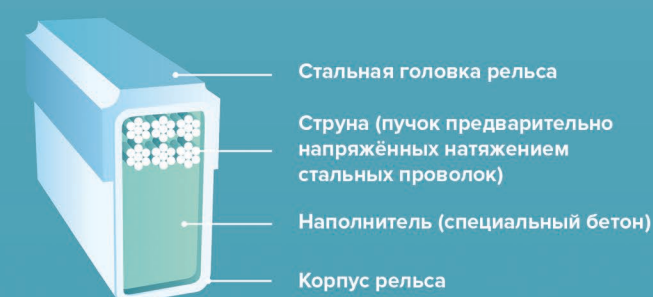 Стальная головка рельса
Струна (пучок предварительно
напряжённых натяжением
стальных проволок)
Наполнитель (специальный бетон)
Корпус рельса